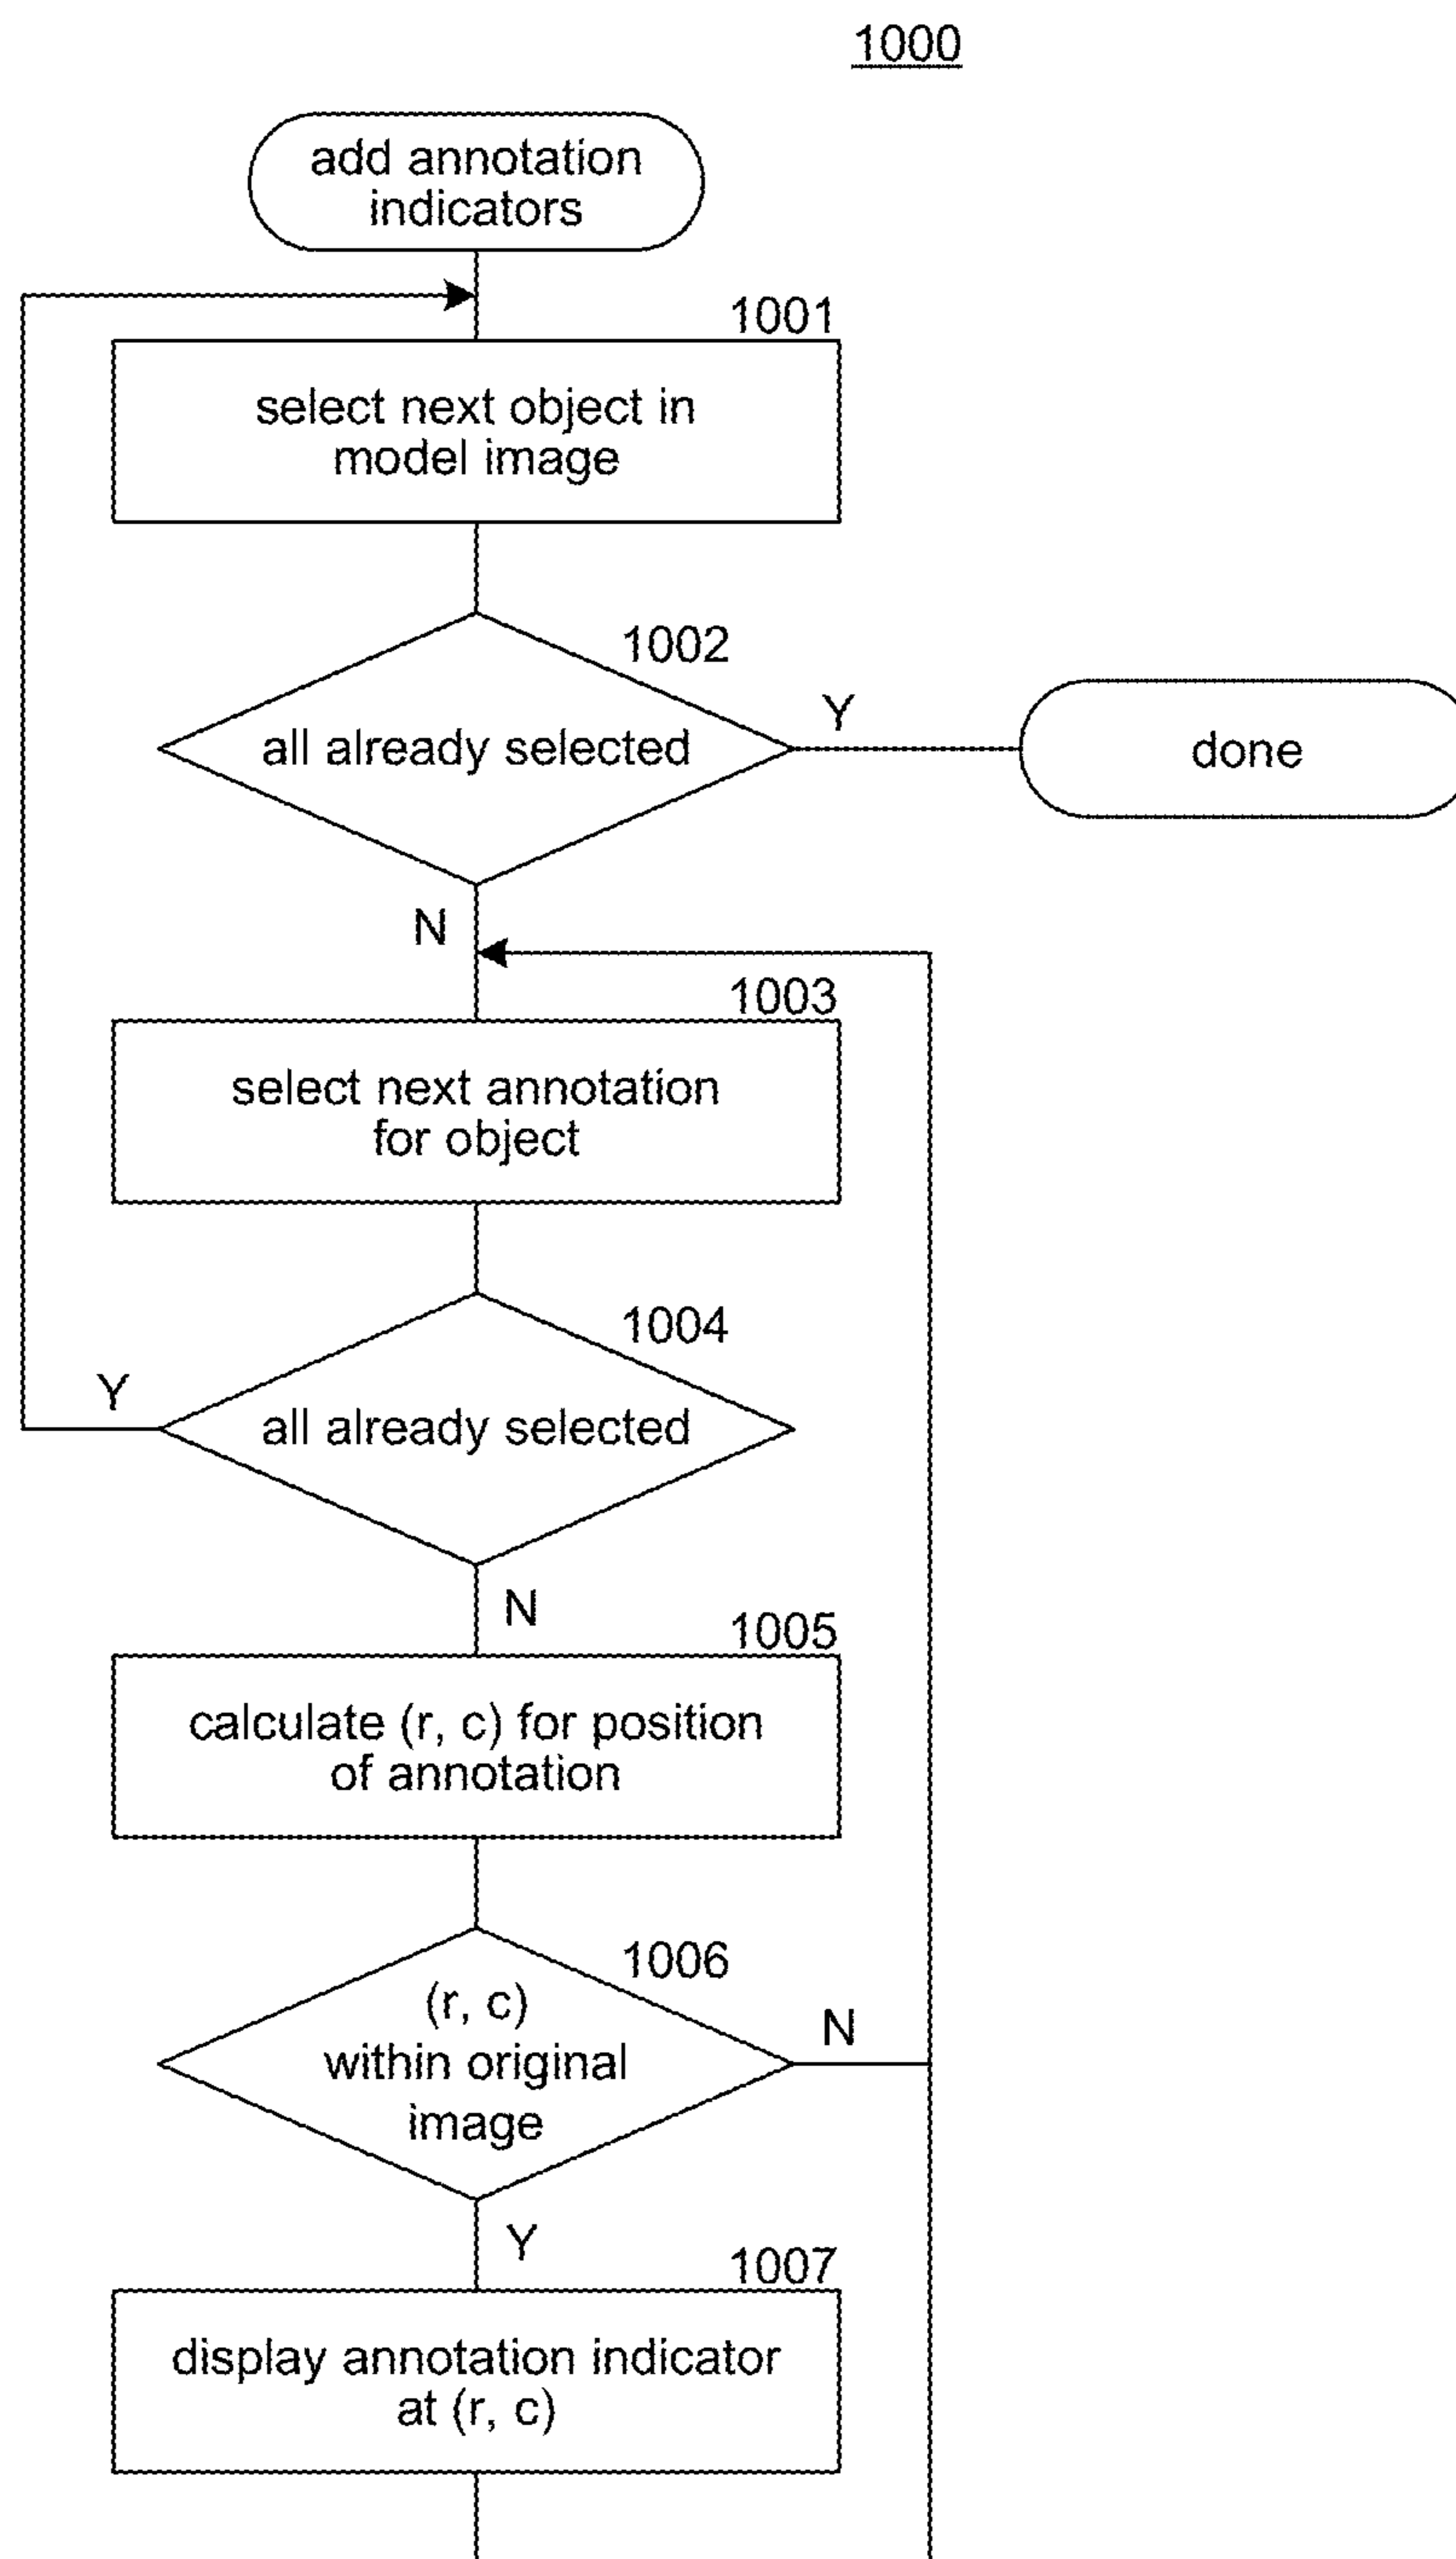 1000
add annotation
indicators
1001
select next object in
model image
1002
all already selected
Y
done
N
1003
select next annotation
for object
1004
Y
all already selected
N
1005
calculate (r, c) for position
of annotation
1006
(r, c)
within original
image
N
Y
1007
display annotation indicator
at (r, c)